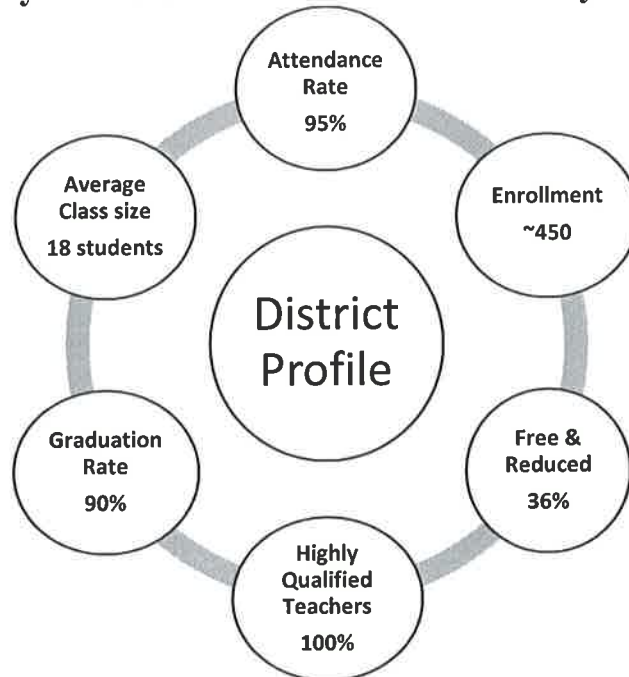 Attendance
Rate
95%
Enrollment
~450
Free &
Reduced
36%
Highly
Qualified
Teachers
100%
Graduation
Rate
90%
Average
Class size
18 students
District
Profile